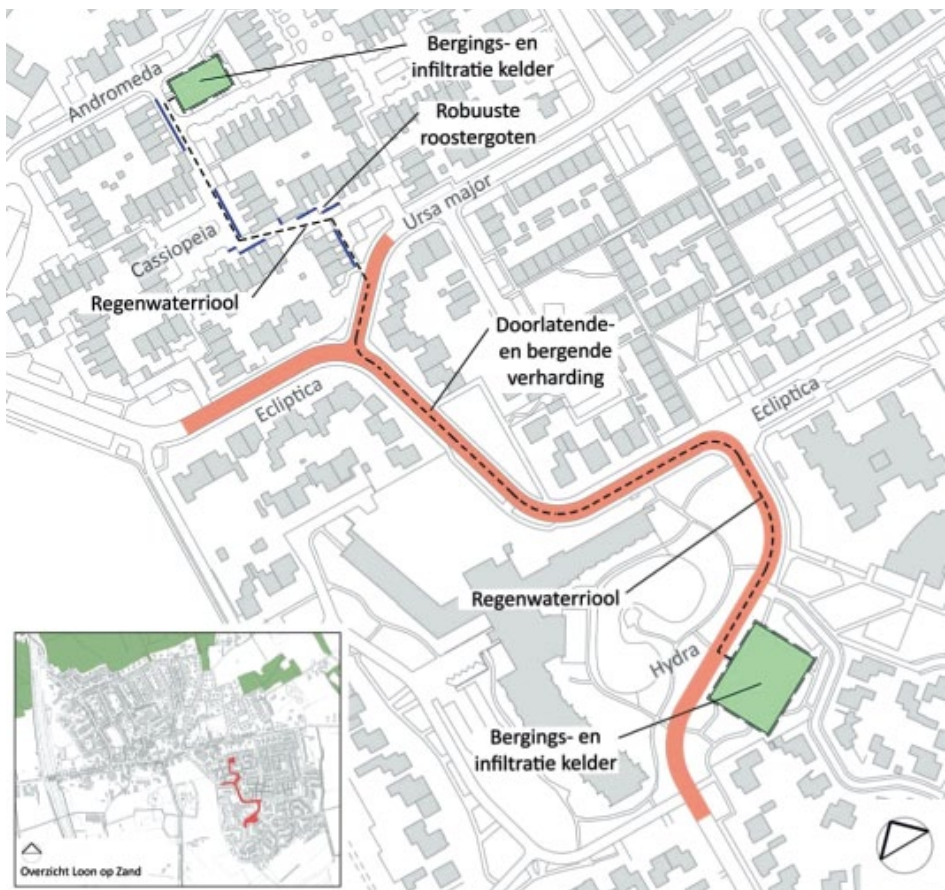 Bergings- en
infiltratie kelder
Andromeda
Robuuste
roostergoten
Ursa major
Cassiopeia
Regenwaterriool
Doorlatende-
en bergende
verharding
Ecliptica
Ecliptica
Regenwaterriool
Hydra
Bergings- en
infiltratie kelder
Overzicht Loon op Zand